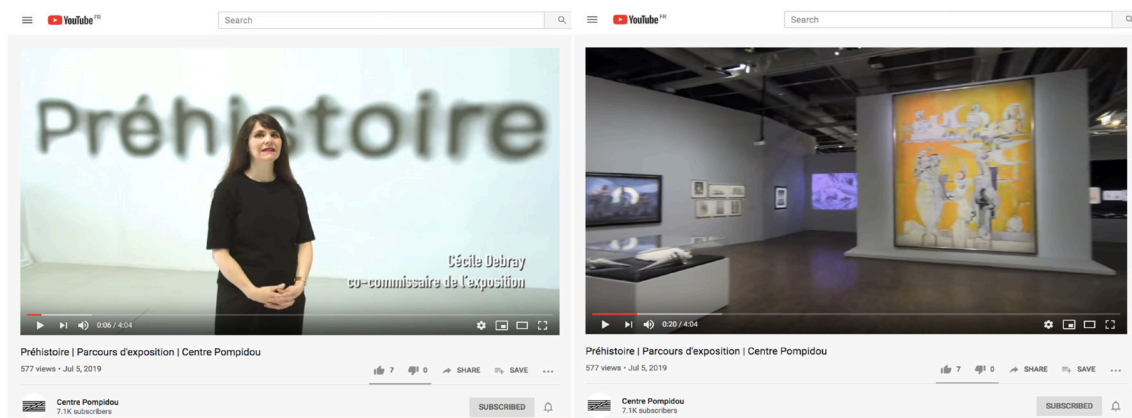 YouTube FR
Search
Préhistoire
Cécile Debray
co-commissaire de l'exposition
0:06 / 4:04
Préhistoire | Parcours d'exposition | Centre Pompidou
577 views • Jul 5, 2019
7 0 SHARE SAVE
Centre Pompidou
7.1K subscribers
SUBSCRIBED
YouTube FR
Search
0:20 / 4:04
Préhistoire | Parcours d'exposition | Centre Pompidou
577 views • Jul 5, 2019
7 0 SHARE SAVE
Centre Pompidou
7.1K subscribers
SUBSCRIBED